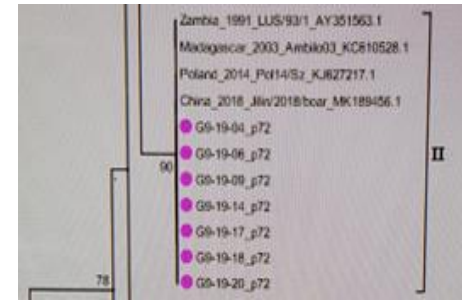 Zambia_1991_LUS/93/1_AY351563.1
Madagascar_2003_Ambilo03_KC610528.1
Poland_2014_Pol14/Sz_KJ627217.1
China_2018_Jilin/2018/boar_MK189456.1
G9-19-04_p72
G9-19-06_p72
G9-19-09_p72
G9-19-14_p72
G9-19-17_p72
G9-19-18_p72
G9-19-20_p72
90
78
II